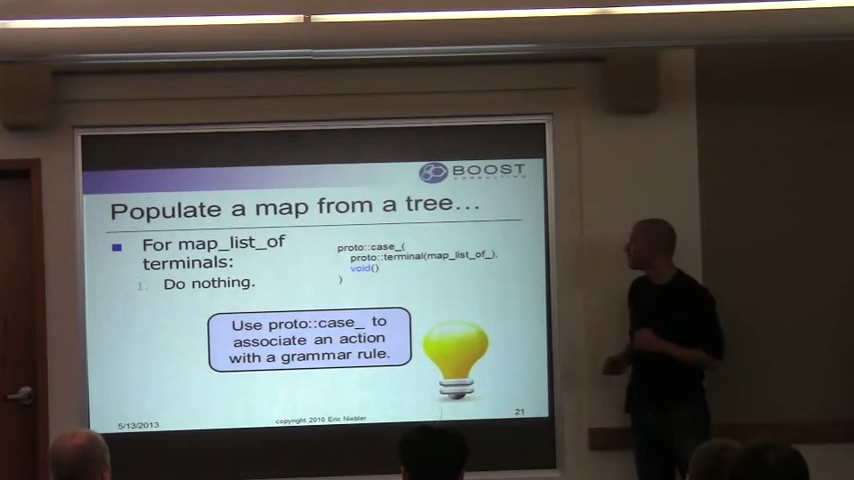 BOOST
CONSULTING
Populate a map from a tree…
For map_list_of
terminals:
1. Do nothing.
proto::case_(
proto::terminal(map_list_of_),
void()
)
Use proto::case_ to
associate an action
with a grammar rule.
5/13/2013
copyright 2010 Eric Niebler
21